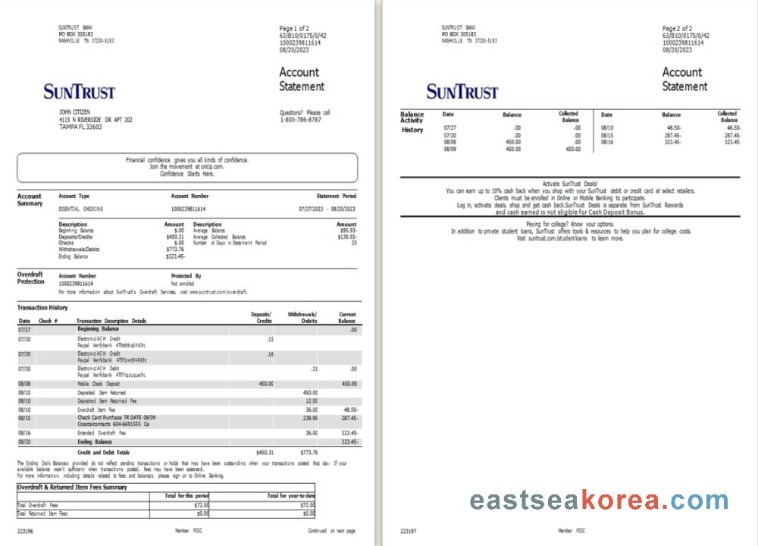 SUNTRUST BANK
PO BOX 305183
NASHVILLE TN 37230-5183
Page 1 of 2
63/B10/0175/0/42
1000239811614
08/20/2023
Account
Statement
SUNTRUST
JOHN CITIZEN
4115 N RIVERSIDE DR APT 202
TAMPA FL 33603
Questions? Please call
1-800-786-8787
Financial confidence gives you all kinds of confidence.
Join the movement at onUp.com.
Confidence Starts Here.
Account
Summary
Account Type Account Number Statement Period
ESSENTIAL CHECKING 1000239811614 07/27/2023 - 08/20/2023
Description Amount Description Amount
Beginning Balance $.00 Average Balance $95.93-
Deposits/Credits $450.31 Average Collected Balance
Checks $.00 Number of Days in Statement Period 25
Withdrawals/Debits $773.76
Ending Balance $323.45-
Overdraft
Protection
Account Number Protected By
1000239811614 Not enrolled
For more information about SunTrust's Overdraft Services, visit www.suntrust.com/overdraft.
Transaction History
Date Check # Transaction Description Details Deposits/Credits Withdrawals/Debits Current Balance
07/27 Beginning Balance .00
07/30 Electronic/ACH Credit .15
Paypal Verifybank
07/30 Electronic/ACH Credit .16
Paypal Verifybank
07/30 Electronic/ACH Debit .31 .00
Paypal Verifybank
08/08 Mobile Check Deposit 450.00 450.00
08/10 Deposited Item Returned 450.00
08/10 Deposited Item Returned Fee 12.50
08/10 Overdraft Item Fee 36.00 48.50-
08/15 Check Card Purchase TR DATE 08/09 238.95 287.45-
Coastalcontacts 604-6691555 Ca
08/16 Extended Overdraft Fee 36.00 323.45-
08/20 Ending Balance 323.45-
Credit and Debit Totals $450.31 $773.76
The Ending Daily Balances provided do not reflect pending transactions or holds that may have been outstanding when your transactions posted that day. If your
available balance wasn't sufficient when transactions posted, fees may have been assessed.
For more information, including details related to holds and fees, please sign on to Online Banking.
Overdraft & Returned Item Fees Summary
Total for this period Total for year-to-date
Total Overdraft Fees $72.00 $72.00
Total Returned Item Fees $0.00 $0.00
223196 Member FDIC Continued on next page
SUNTRUST BANK
PO BOX 305183
NASHVILLE TN 37230-5183
Page 2 of 2
63/B10/0175/0/42
1000239811614
08/20/2023
Account
Statement
SUNTRUST
Balance
Activity
History
Date Balance Collected Balance Date Balance Collected Balance
07/27 .00 .00 08/10 48.50- 48.50-
07/30 .00 .00 08/15 287.45- 287.45-
08/08 450.00 .00 08/16 323.45- 323.45-
08/09 450.00 450.00
Activate SunTrust Deals!
You can earn up to 10% cash back when you shop with your SunTrust debit or credit card at select retailers.
Clients must be enrolled in Online or Mobile Banking to participate.
Log in, activate deals, shop and get cash back.SunTrust Deals is separate from SunTrust Rewards
and cash earned is not eligible for Cash Deposit Bonus.
Paying for college? Know your options.
In addition to private student loans, SunTrust offers tools & resources to help you plan for college costs.
Visit suntrust.com/studentloans to learn more.
eastseakorea.com
223197 Member FDIC